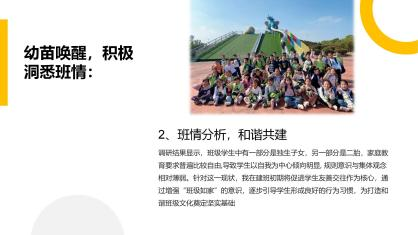 幼苗唤醒，积极
洞悉班情：
2、班情分析，和谐共建
调研结果显示，班级学生中有一部分是独生子女，另一部分是二胎，家庭教
育要求普遍比较自由,导致学生以自我为中心倾向明显, 规则意识与集体观念
相对薄弱。针对这一现状，我在建班初期将促进学生友善交往作为核心，通
过增强“班级如家”的意识，逐步引导学生形成良好的行为习惯，为打造和
谐班级文化奠定坚实基础